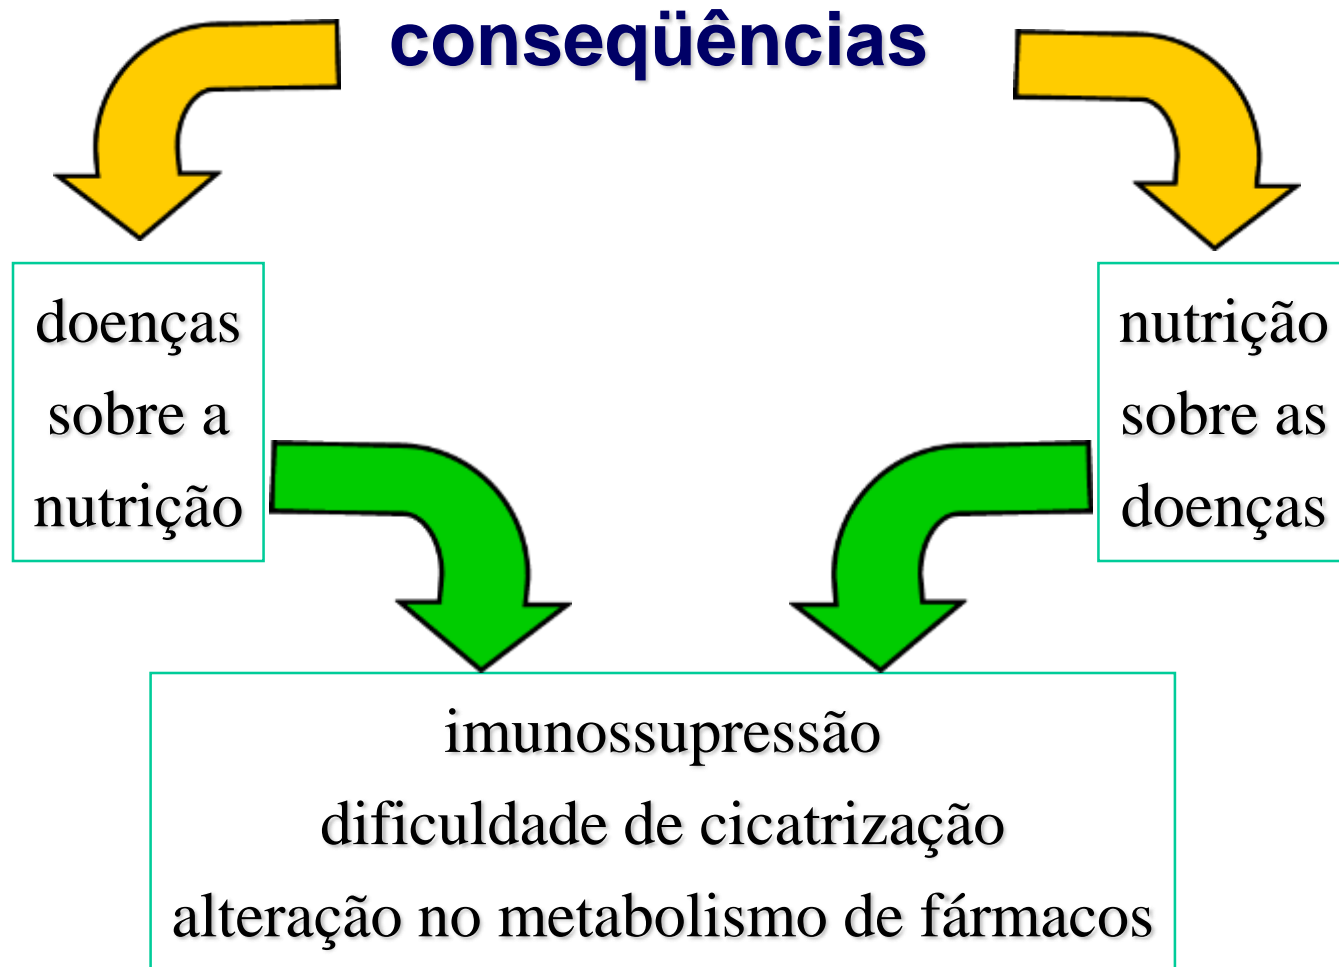 conseqüências
doenças
sobre a
nutrição
nutrição
sobre as
doenças
imunossupressão
dificuldade de cicatrização
alteração no metabolismo de fármacos